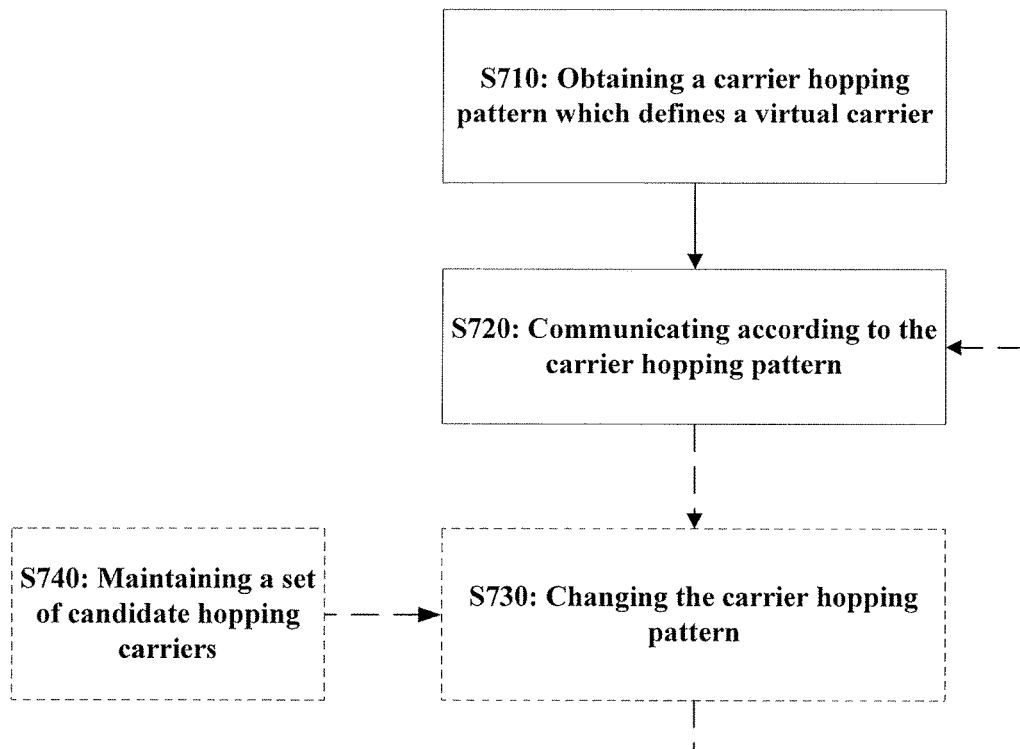 S710: Obtaining a carrier hopping
pattern which defines a virtual carrier
S720: Communicating according to the
carrier hopping pattern
S740: Maintaining a set
of candidate hopping
carriers
S730: Changing the carrier hopping
pattern